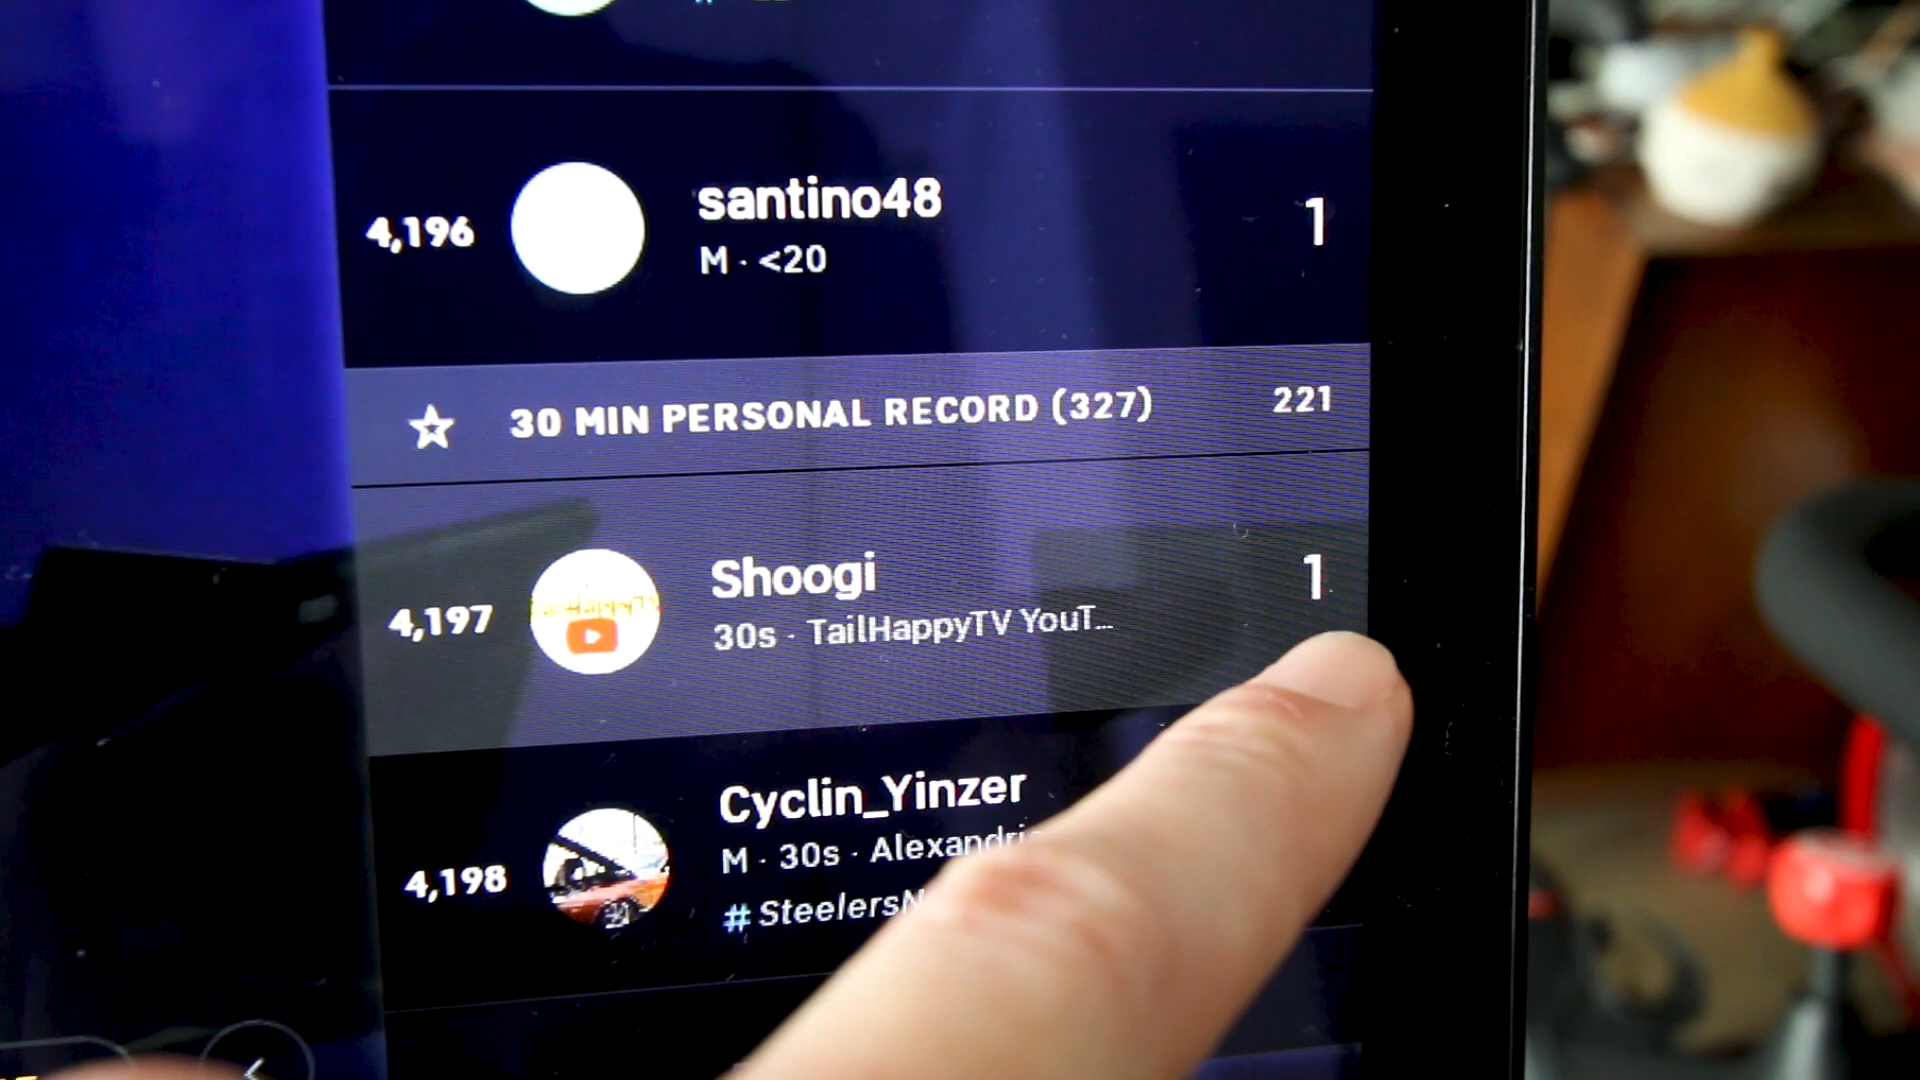 4,196
santino48
1
M · <20
30 MIN PERSONAL RECORD (327)
221
4,197
Shoogi
1
30s · TailHappyTV YouT...
4,198
Cyclin_Yinzer
M · 30s · Alexandri
# SteelersN